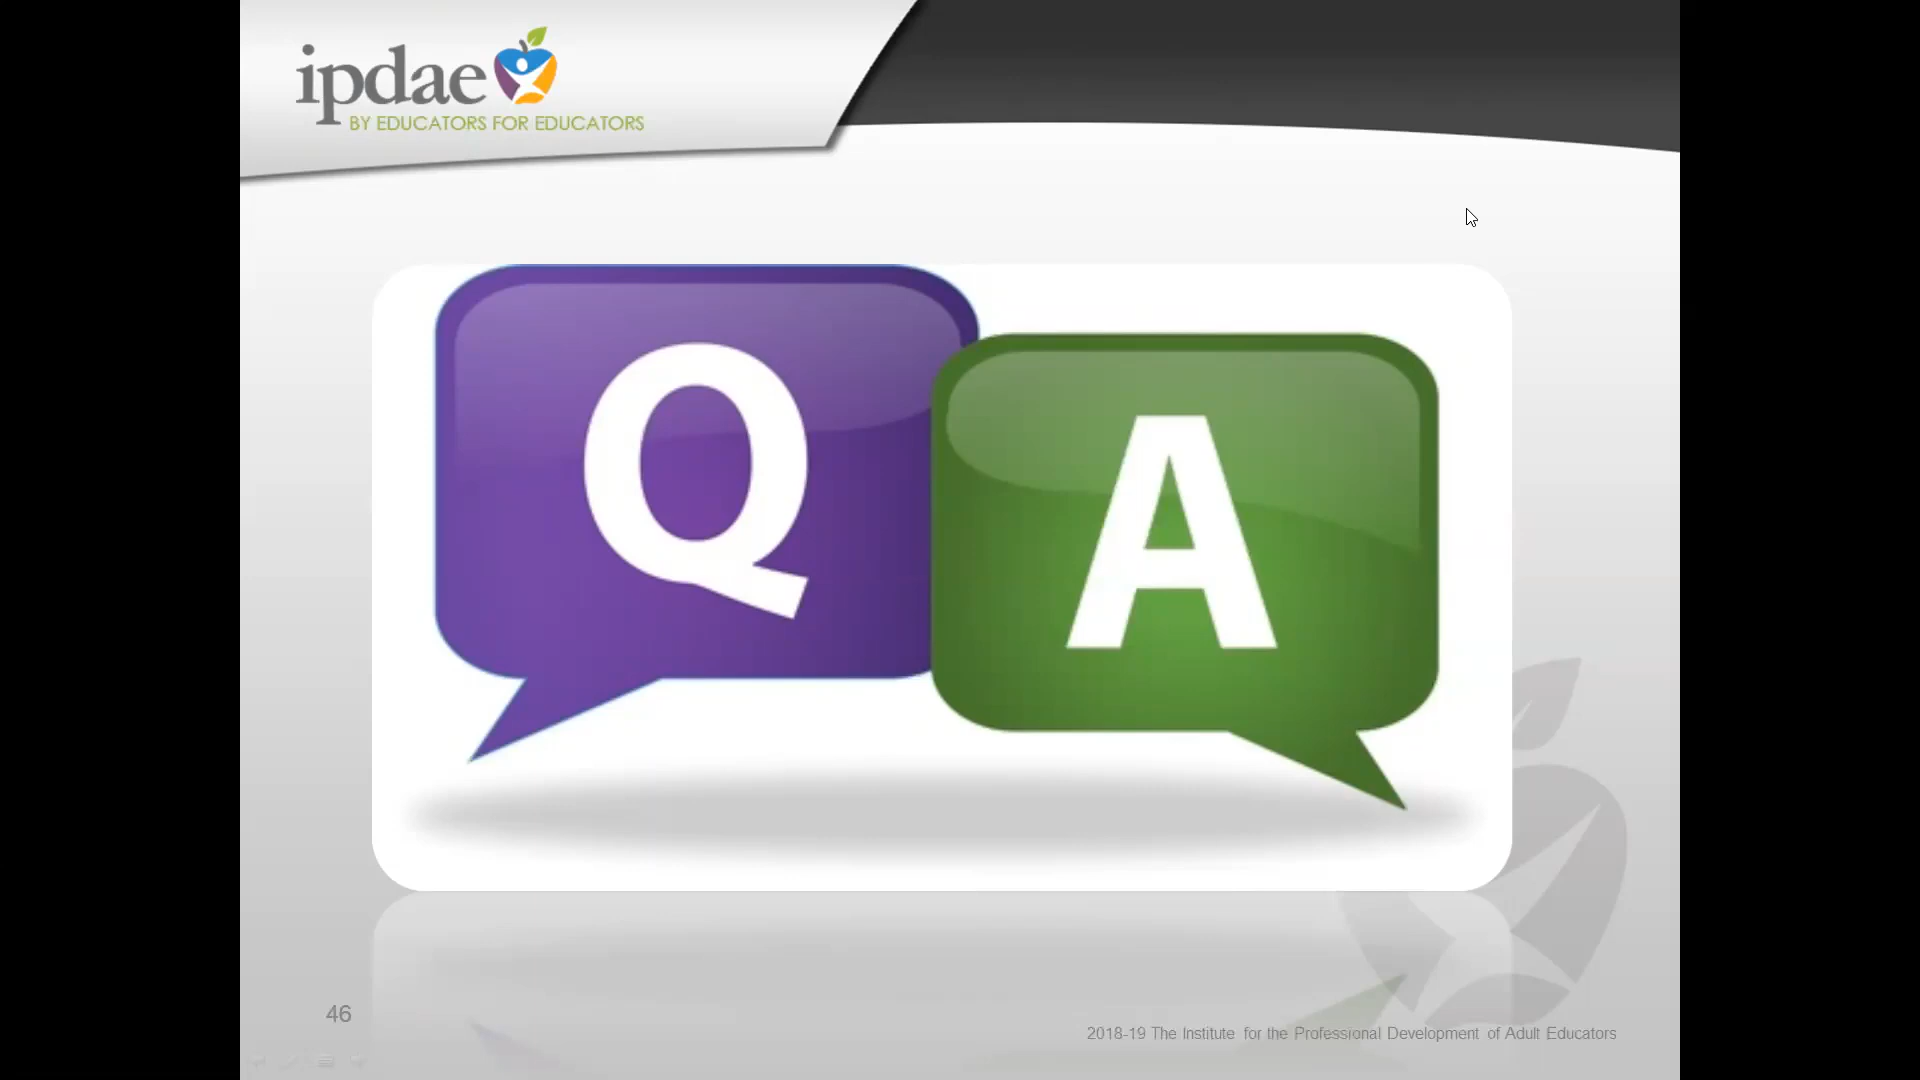 ipdae
BY EDUCATORS FOR EDUCATORS
Q
A
46
2018-19 The Institute for the Professional Development of Adult Educators